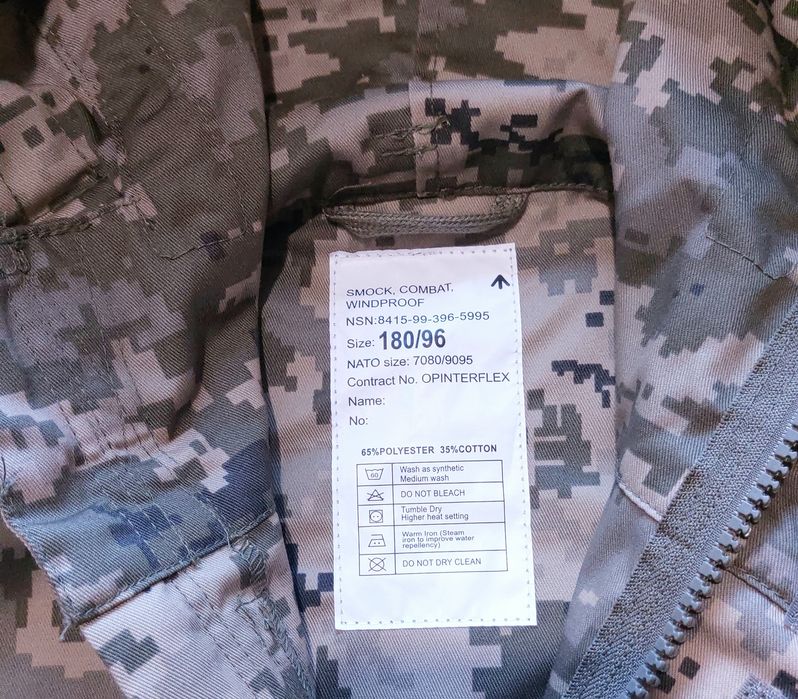 SMOCK, COMBAT,
WINDPROOF
NSN:8415-99-396-5995
Size: 180/96
NATO size: 7080/9095
Contract No. OPINTERFLEX
Name:
No:
65%POLYESTER 35%COTTON
60 Wash as synthetic
Medium wash
DO NOT BLEACH
Tumble Dry
Higher heat setting
Warm Iron (Steam
iron to improve water
repellency)
DO NOT DRY CLEAN